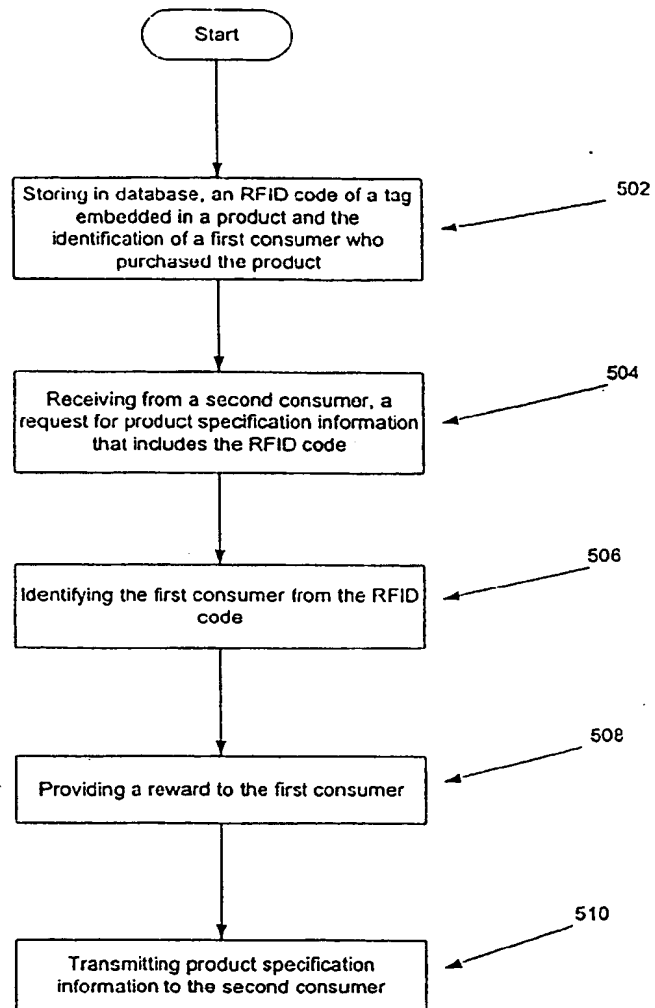 Start
Storing in database, an RFID code of a tag
embedded in a product and the
identification of a first consumer who
purchased the product
502
Receiving from a second consumer, a
request for product specification information
that includes the RFID code
504
Identifying the first consumer from the RFID
code
506
Providing a reward to the first consumer
508
Transmitting product specification
information to the second consumer
510